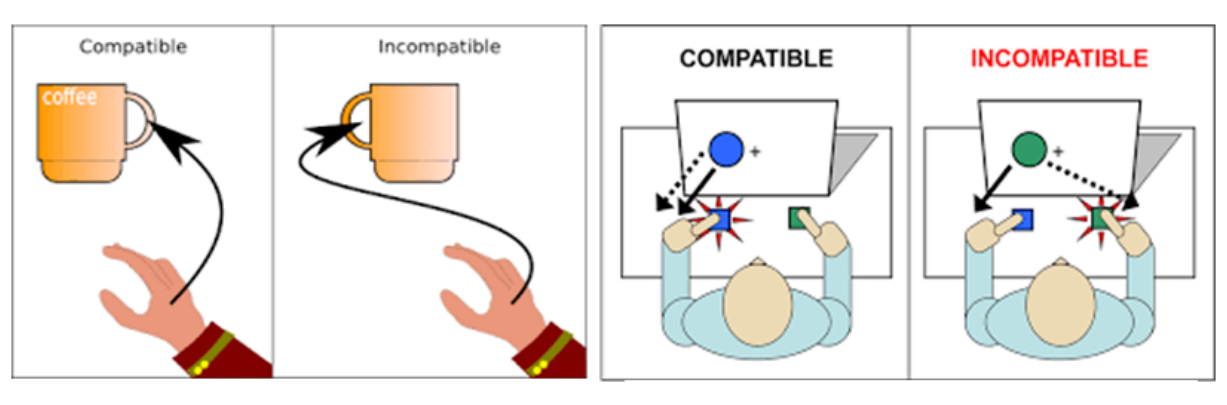 Compatible
coffee
Incompatible
COMPATIBLE
+
INCOMPATIBLE
+